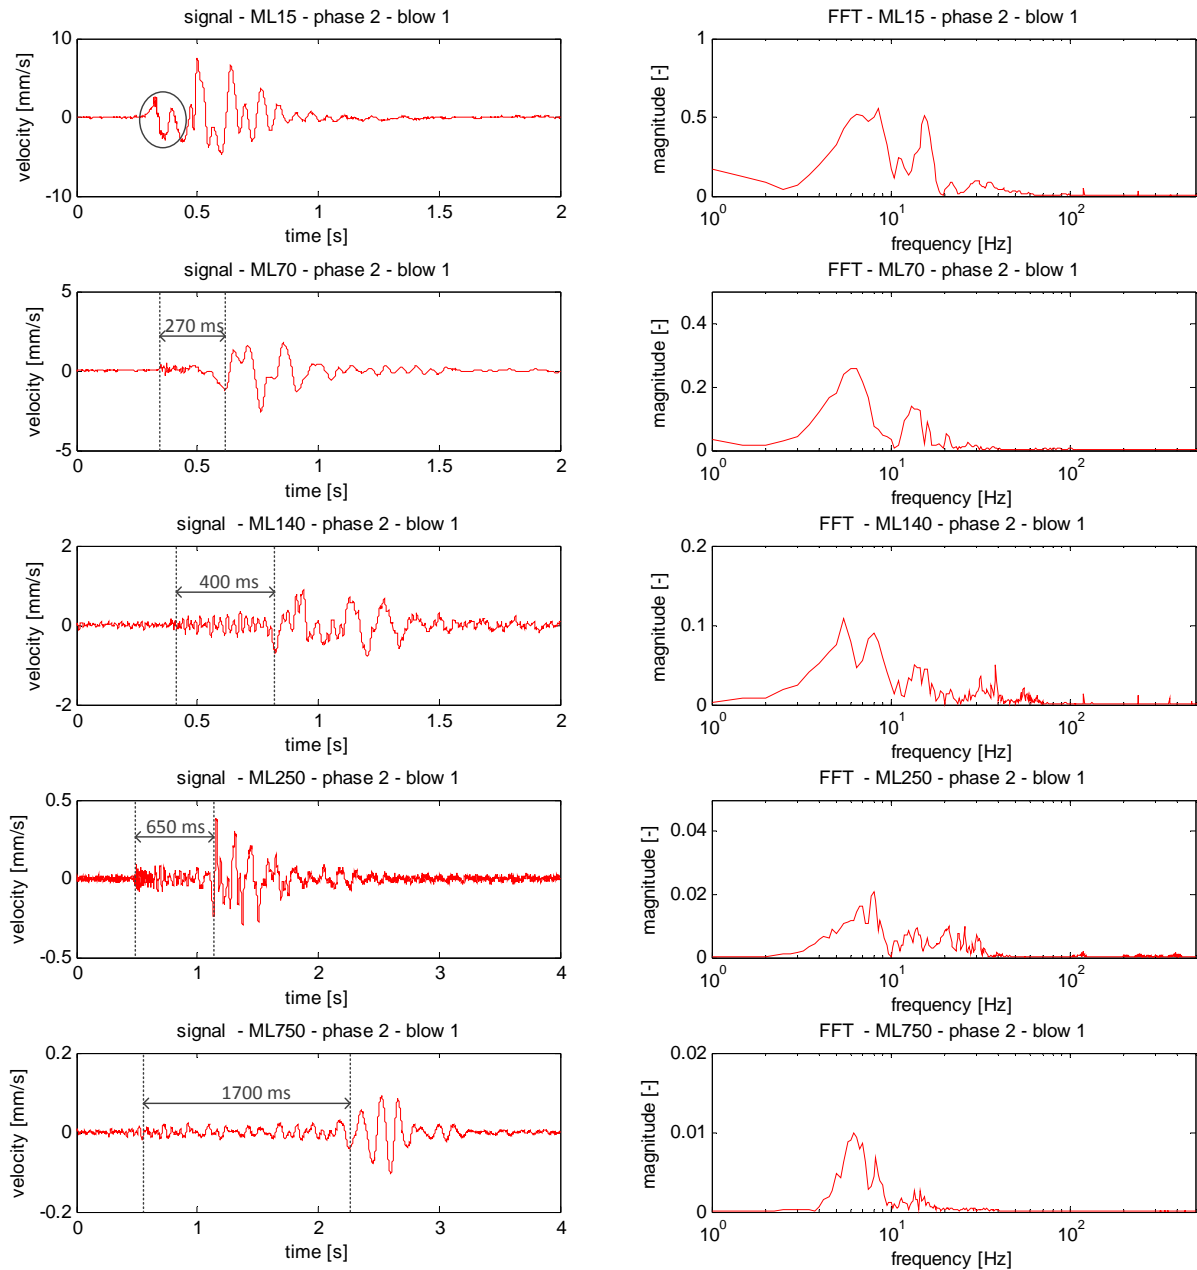 signal - ML15 - phase 2 - blow 1
10
0
-10
velocity [mm/s]
0 0.5 1 1.5 2
time [s]
FFT - ML15 - phase 2 - blow 1
1
0.5
0
magnitude [-]
10^0 10^1 10^2
frequency [Hz]
signal - ML70 - phase 2 - blow 1
5
0
-5
velocity [mm/s]
270 ms
0 0.5 1 1.5 2
time [s]
FFT - ML70 - phase 2 - blow 1
0.4
0.2
0
magnitude [-]
10^0 10^1 10^2
frequency [Hz]
signal - ML140 - phase 2 - blow 1
2
0
-2
velocity [mm/s]
400 ms
0 0.5 1 1.5 2
time [s]
FFT - ML140 - phase 2 - blow 1
0.2
0.1
0
magnitude [-]
10^0 10^1 10^2
frequency [Hz]
signal - ML250 - phase 2 - blow 1
0.5
0
-0.5
velocity [mm/s]
650 ms
0 1 2 3 4
time [s]
FFT - ML250 - phase 2 - blow 1
0.04
0.02
0
magnitude [-]
10^0 10^1 10^2
frequency [Hz]
signal - ML750 - phase 2 - blow 1
0.2
0
-0.2
velocity [mm/s]
1700 ms
0 1 2 3 4
time [s]
FFT - ML750 - phase 2 - blow 1
0.02
0.01
0
magnitude [-]
10^0 10^1 10^2
frequency [Hz]